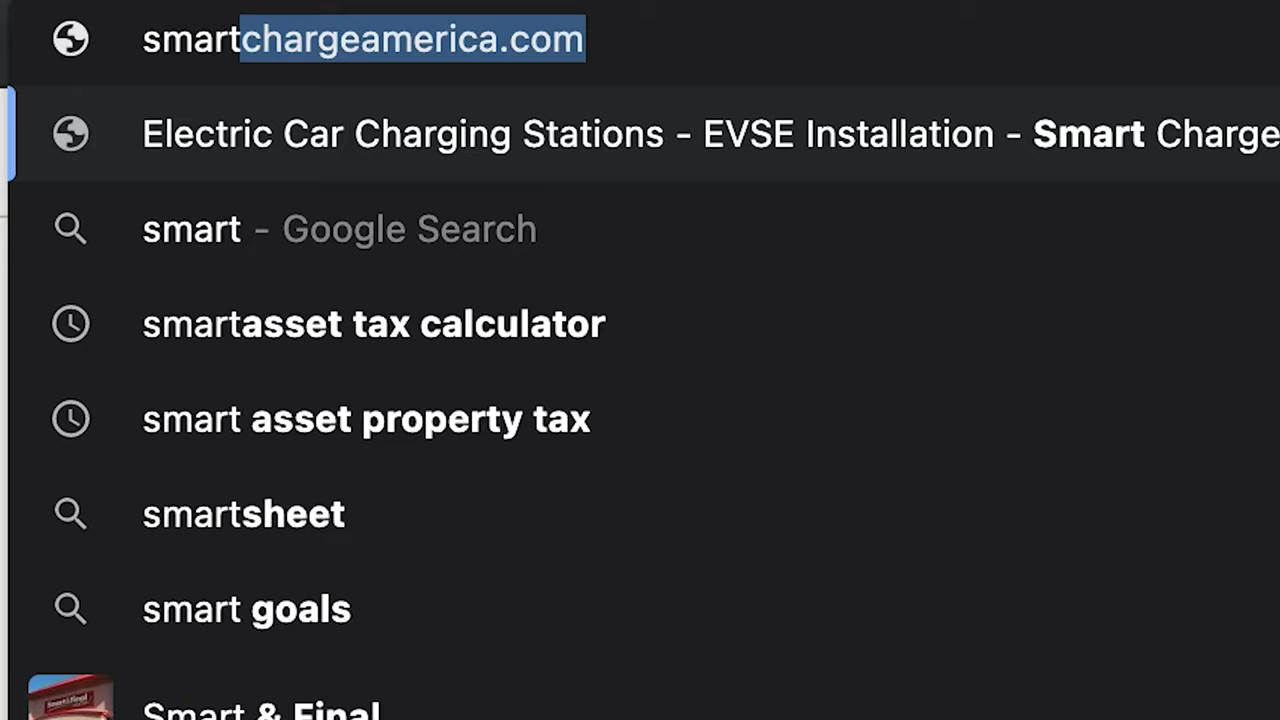 smartchargeamerica.com
Electric Car Charging Stations - EVSE Installation - Smart Charge
smart - Google Search
smartasset tax calculator
smart asset property tax
smartsheet
smart goals
Smart & Final